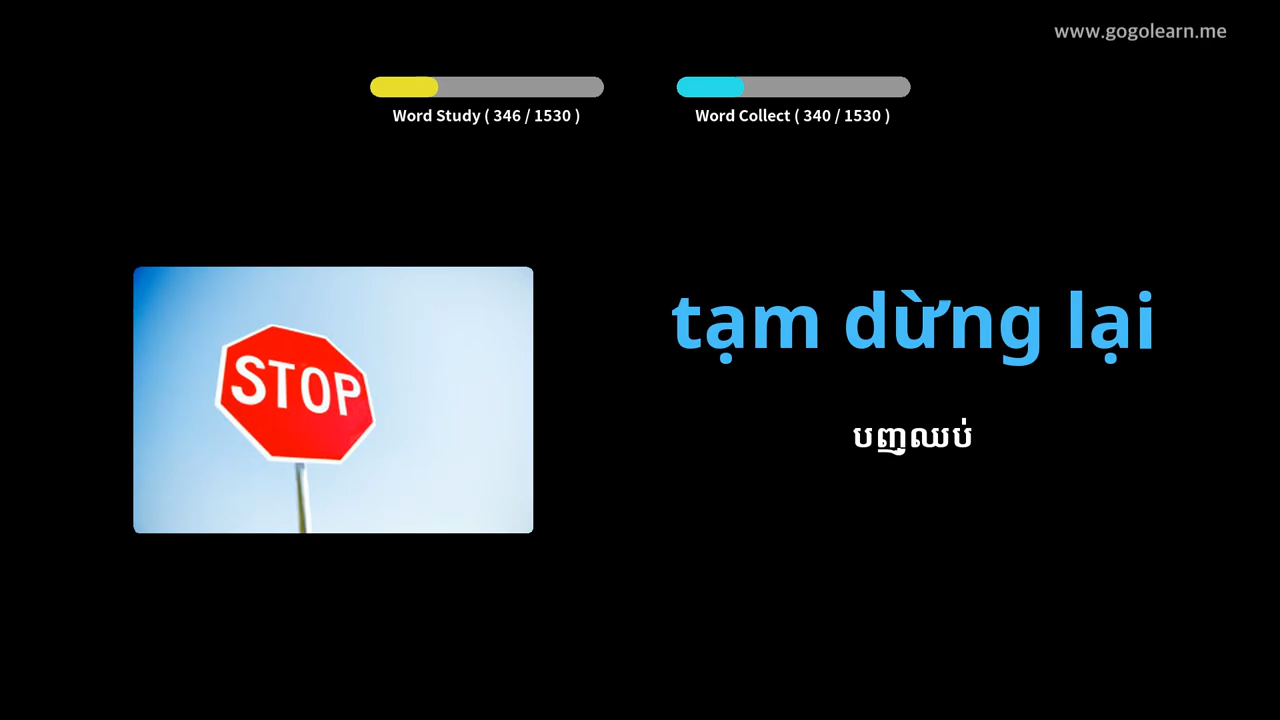 www.gogolearn.me
Word Study ( 346 / 1530 )
Word Collect ( 340 / 1530 )
STOP
tạm dừng lại
បញ្ឈប់